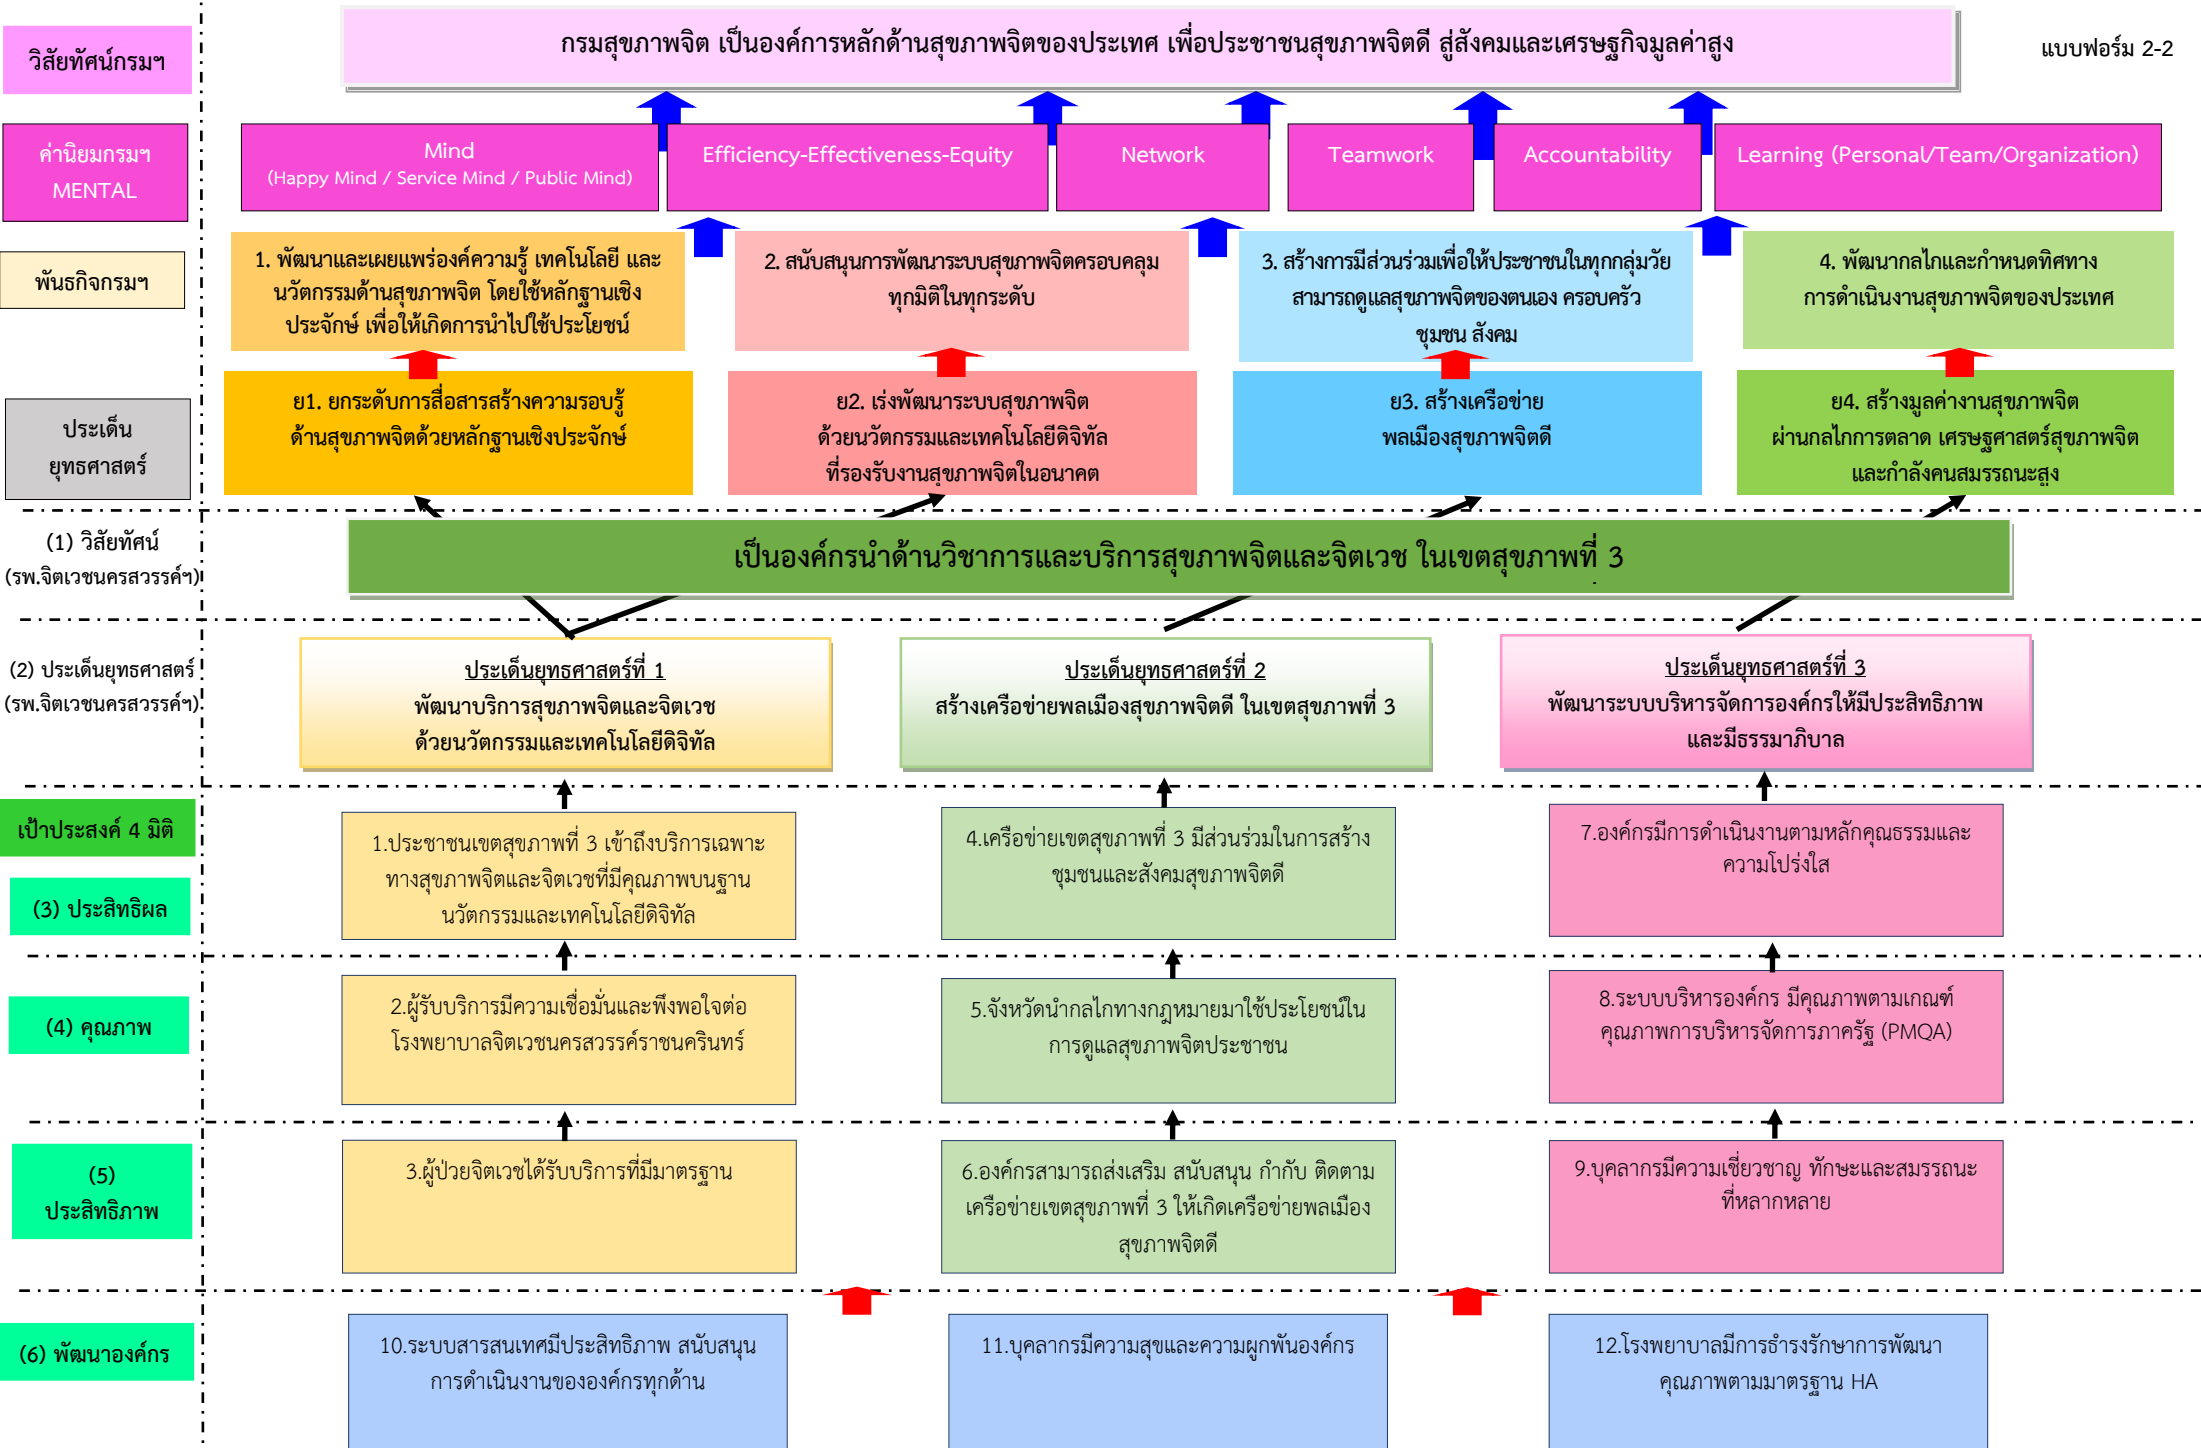 กรมสุขภาพจิต เป็นองค์การหลักด้านสุขภาพจิตของประเทศ เพื่อประชาชนสุขภาพจิตดี สู่สังคมและเศรษฐกิจมูลค่าสูง
แบบฟอร์ม 2-2
วิสัยทัศน์กรมฯ
ค่านิยมกรมฯ
MENTAL
Mind
(Happy Mind / Service Mind / Public Mind)
Efficiency-Effectiveness-Equity
Network
Teamwork
Accountability
Learning (Personal/Team/Organization)
พันธกิจกรมฯ
1. พัฒนาและเผยแพร่องค์ความรู้ เทคโนโลยี และ
นวัตกรรมด้านสุขภาพจิต โดยใช้หลักฐานเชิง
ประจักษ์ เพื่อให้เกิดการนำไปใช้ประโยชน์
2. สนับสนุนการพัฒนาระบบสุขภาพจิตครอบคลุม
ทุกมิติในทุกระดับ
3. สร้างการมีส่วนร่วมเพื่อให้ประชาชนในทุกกลุ่มวัย
สามารถดูแลสุขภาพจิตของตนเอง ครอบครัว
ชุมชน สังคม
4. พัฒนากลไกและกำหนดทิศทาง
การดำเนินงานสุขภาพจิตของประเทศ
ประเด็น
ยุทธศาสตร์
ย1. ยกระดับการสื่อสารสร้างความรอบรู้
ด้านสุขภาพจิตด้วยหลักฐานเชิงประจักษ์
ย2. เร่งพัฒนาระบบสุขภาพจิต
ด้วยนวัตกรรมและเทคโนโลยีดิจิทัล
ที่รองรับงานสุขภาพจิตในอนาคต
ย3. สร้างเครือข่าย
พลเมืองสุขภาพจิตดี
ย4. สร้างมูลค่างานสุขภาพจิต
ผ่านกลไกการตลาด เศรษฐศาสตร์สุขภาพจิต
และกำลังคนสมรรถนะสูง
(1) วิสัยทัศน์
(รพ.จิตเวชนครสวรรค์ฯ)
เป็นองค์กรนำด้านวิชาการและบริการสุขภาพจิตและจิตเวช ในเขตสุขภาพที่ 3
(2) ประเด็นยุทธศาสตร์
(รพ.จิตเวชนครสวรรค์ฯ)
ประเด็นยุทธศาสตร์ที่ 1
พัฒนาบริการสุขภาพจิตและจิตเวช
ด้วยนวัตกรรมและเทคโนโลยีดิจิทัล
ประเด็นยุทธศาสตร์ที่ 2
สร้างเครือข่ายพลเมืองสุขภาพจิตดี ในเขตสุขภาพที่ 3
ประเด็นยุทธศาสตร์ที่ 3
พัฒนาระบบบริหารจัดการองค์กรให้มีประสิทธิภาพ
และมีธรรมาภิบาล
เป้าประสงค์ 4 มิติ
(3) ประสิทธิผล
1.ประชาชนเขตสุขภาพที่ 3 เข้าถึงบริการเฉพาะ
ทางสุขภาพจิตและจิตเวชที่มีคุณภาพบนฐาน
นวัตกรรมและเทคโนโลยีดิจิทัล
4.เครือข่ายเขตสุขภาพที่ 3 มีส่วนร่วมในการสร้าง
ชุมชนและสังคมสุขภาพจิตดี
7.องค์กรมีการดำเนินงานตามหลักคุณธรรมและ
ความโปร่งใส
(4) คุณภาพ
2.ผู้รับบริการมีความเชื่อมั่นและพึงพอใจต่อ
โรงพยาบาลจิตเวชนครสวรรค์ราชนครินทร์
5.จังหวัดนำกลไกทางกฎหมายมาใช้ประโยชน์ใน
การดูแลสุขภาพจิตประชาชน
8.ระบบบริหารองค์กร มีคุณภาพตามเกณฑ์
คุณภาพการบริหารจัดการภาครัฐ (PMQA)
(5)
ประสิทธิภาพ
3.ผู้ป่วยจิตเวชได้รับบริการที่มีมาตรฐาน
6.องค์กรสามารถส่งเสริม สนับสนุน กำกับ ติดตาม
เครือข่ายเขตสุขภาพที่ 3 ให้เกิดเครือข่ายพลเมือง
สุขภาพจิตดี
9.บุคลากรมีความเชี่ยวชาญ ทักษะและสมรรถนะ
ที่หลากหลาย
(6) พัฒนาองค์กร
10.ระบบสารสนเทศมีประสิทธิภาพ สนับสนุน
การดำเนินงานขององค์กรทุกด้าน
11.บุคลากรมีความสุขและความผูกพันองค์กร
12.โรงพยาบาลมีการธำรงรักษาการพัฒนา
คุณภาพตามมาตรฐาน HA